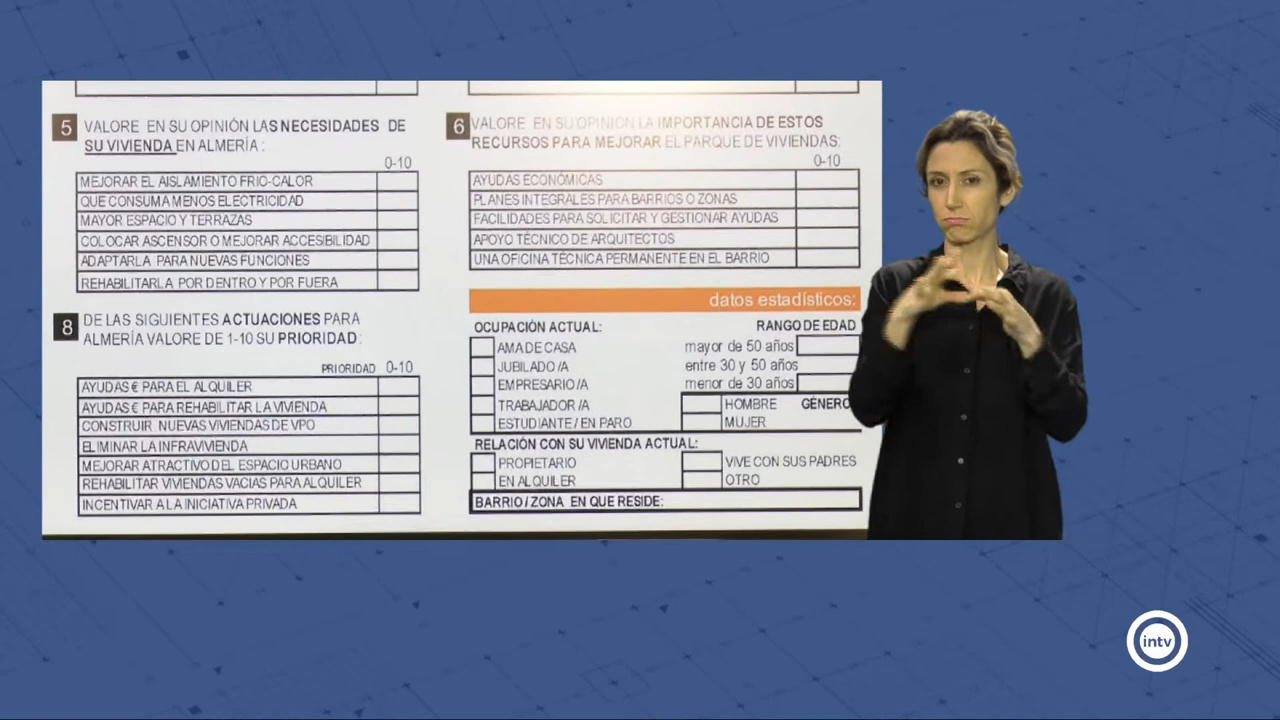 5 VALORE EN SU OPINIÓN LAS NECESIDADES DE
SU VIVIENDA EN ALMERÍA :
0-10
MEJORAR EL AISLAMIENTO FRIO-CALOR
QUE CONSUMA MENOS ELECTRICIDAD
MAYOR ESPACIO Y TERRAZAS
COLOCAR ASCENSOR O MEJORAR ACCESIBILIDAD
ADAPTARLA PARA NUEVAS FUNCIONES
REHABILITARLA POR DENTRO Y POR FUERA
8 DE LAS SIGUIENTES ACTUACIONES PARA
ALMERÍA VALORE DE 1-10 SU PRIORIDAD:
PRIORIDAD 0-10
AYUDAS € PARA EL ALQUILER
AYUDAS € PARA REHABILITAR LA VIVIENDA
CONSTRUIR NUEVAS VIVIENDAS DE VPO
ELIMINAR LA INFRAVIVIENDA
MEJORAR ATRACTIVO DEL ESPACIO URBANO
REHABILITAR VIVIENDAS VACIAS PARA ALQUILER
INCENTIVAR A LA INICIATIVA PRIVADA
6 VALORE EN SU OPINIÓN LA IMPORTANCIA DE ESTOS
RECURSOS PARA MEJORAR EL PARQUE DE VIVIENDAS:
0-10
AYUDAS ECONÓMICAS
PLANES INTEGRALES PARA BARRIOS O ZONAS
FACILIDADES PARA SOLICITAR Y GESTIONAR AYUDAS
APOYO TÉCNICO DE ARQUITECTOS
UNA OFICINA TÉCNICA PERMANENTE EN EL BARRIO
datos estadísticos:
OCUPACIÓN ACTUAL: RANGO DE EDAD
AMA DE CASA mayor de 50 años
JUBILADO /A entre 30 y 50 años
EMPRESARIO /A menor de 30 años
TRABAJADOR /A HOMBRE GÉNERO
ESTUDIANTE / EN PARO MUJER
RELACIÓN CON SU VIVIENDA ACTUAL:
PROPIETARIO VIVE CON SUS PADRES
EN ALQUILER OTRO
BARRIO / ZONA EN QUE RESIDE:
intv